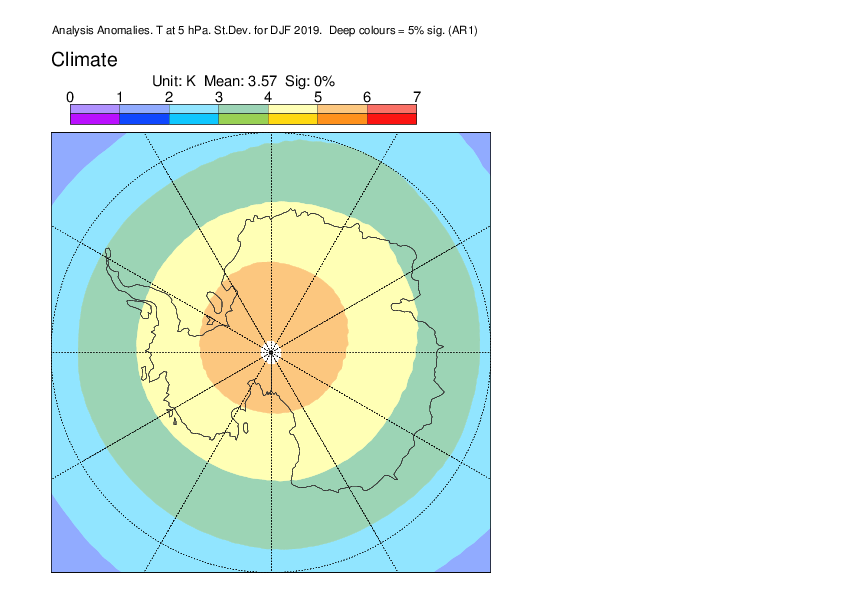 Analysis Anomalies. T at 5 hPa. St.Dev. for DJF 2019.  Deep colours = 5% sig. (AR1)
Climate
Unit: K  Mean: 3.57  Sig: 0%
0 1 2 3 4 5 6 7